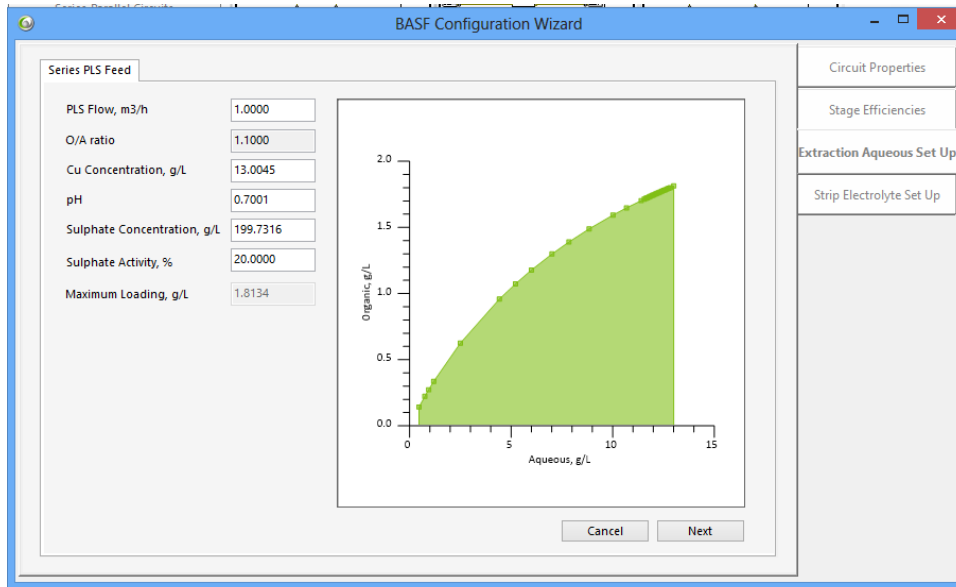 Series Parallel Circuits
BASF Configuration Wizard
Series PLS Feed
PLS Flow, m3/h 1.0000
O/A ratio 1.1000
Cu Concentration, g/L 13.0045
pH 0.7001
Sulphate Concentration, g/L 199.7316
Sulphate Activity, % 20.0000
Maximum Loading, g/L 1.8134
2.0
1.5
1.0
0.5
0.0
Organic, g/L
0 5 10 15
Aqueous, g/L
Cancel Next
Circuit Properties
Stage Efficiencies
Extraction Aqueous Set Up
Strip Electrolyte Set Up